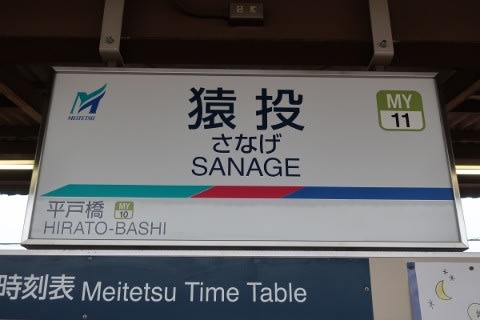 MEITETSU
猿投
さなげ
SANAGE
MY
11
平戸橋
MY
10
HIRATO-BASHI
時刻表 Meitetsu Time Table